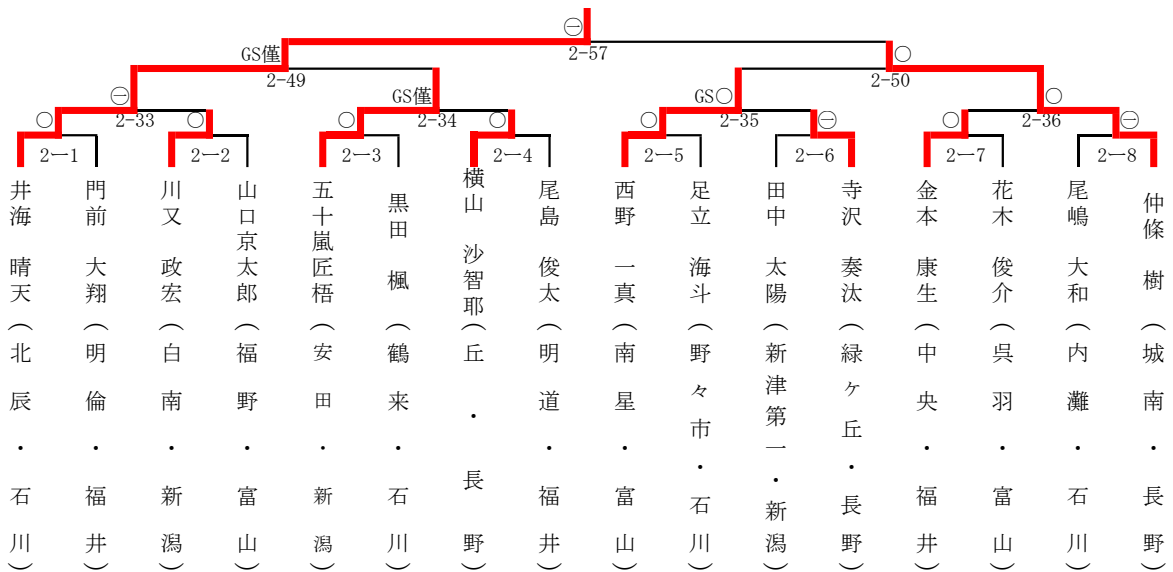 ㊀
2-57
GS僅
○
2-49
2-50
㊀
GS僅
GS○
○
2-33
2-34
2-35
2-36
○
○
○
○
○
㊀
○
㊀
2一1
2一2
2一3
2一4
2一5
2一6
2一7
2一8
井海 晴天(北辰・石川)
門前 大翔(明倫・福井)
川又 政宏(白南・新潟)
山口京太郎(福野・富山)
五十嵐匠悟(安田・新潟)
黒田 楓(鶴来・石川)
横山 沙智耶(丘・長野)
尾島 俊太(明道・福井)
西野 一真(南星・富山)
足立 海斗(野々市・石川)
田中 太陽(新津第一・新潟)
寺沢 奏汰(緑ヶ丘・長野)
金本 康生(中央・福井)
花木 俊介(呉羽・富山)
尾嶋 大和(内灘・石川)
仲條 樹(城南・長野)